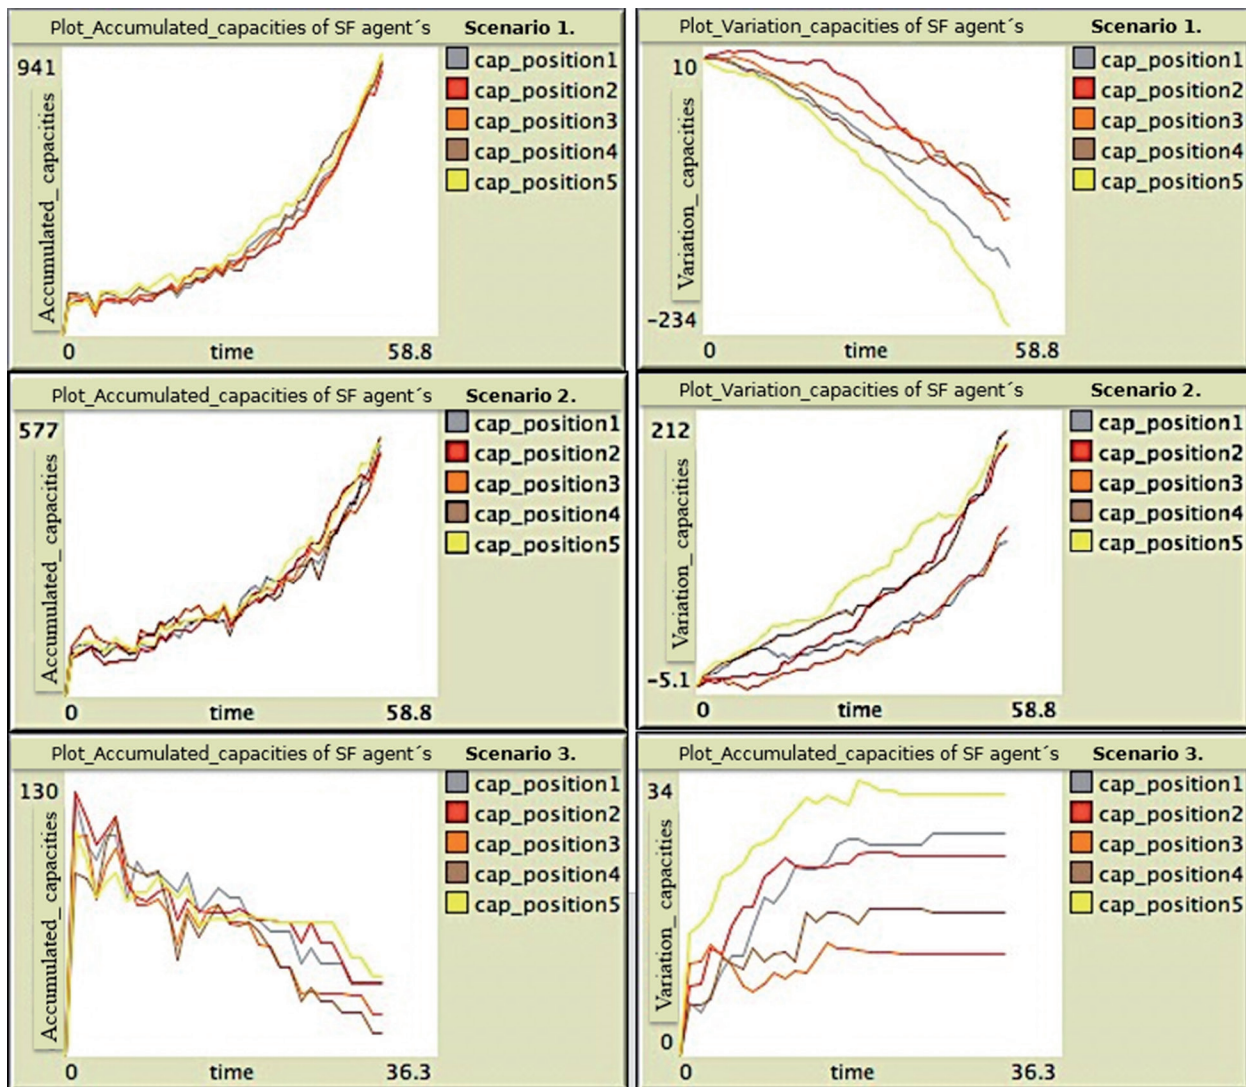 Plot_Accumulated_capacities of SF agent´s Scenario 1.
941
Accumulated_ capacities
cap_position1
cap_position2
cap_position3
cap_position4
cap_position5
0 time 58.8
Plot_Variation_capacities of SF agent´s Scenario 1.
10
Variation_ capacities
-234
cap_position1
cap_position2
cap_position3
cap_position4
cap_position5
0 time 58.8
Plot_Accumulated_capacities of SF agent´s Scenario 2.
577
Accumulated_ capacities
cap_position1
cap_position2
cap_position3
cap_position4
cap_position5
0 time 58.8
Plot_Variation_capacities of SF agent´s Scenario 2.
212
Variation_ capacities
-5.1
cap_position1
cap_position2
cap_position3
cap_position4
cap_position5
0 time 58.8
Plot_Accumulated_capacities of SF agent´s Scenario 3.
130
Accumulated_ capacities
cap_position1
cap_position2
cap_position3
cap_position4
cap_position5
0 time 36.3
Plot_Accumulated_capacities of SF agent´s Scenario 3.
34
Variation_ capacities
0
cap_position1
cap_position2
cap_position3
cap_position4
cap_position5
0 time 36.3